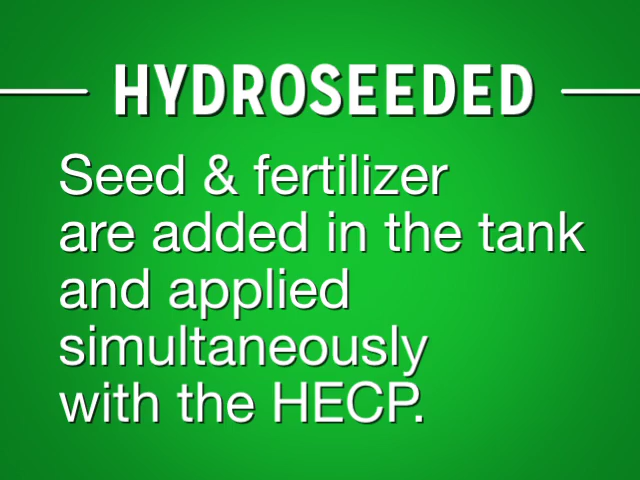 HYDROSEEDED
Seed & fertilizer
are added in the tank
and applied
simultaneously
with the HECP.